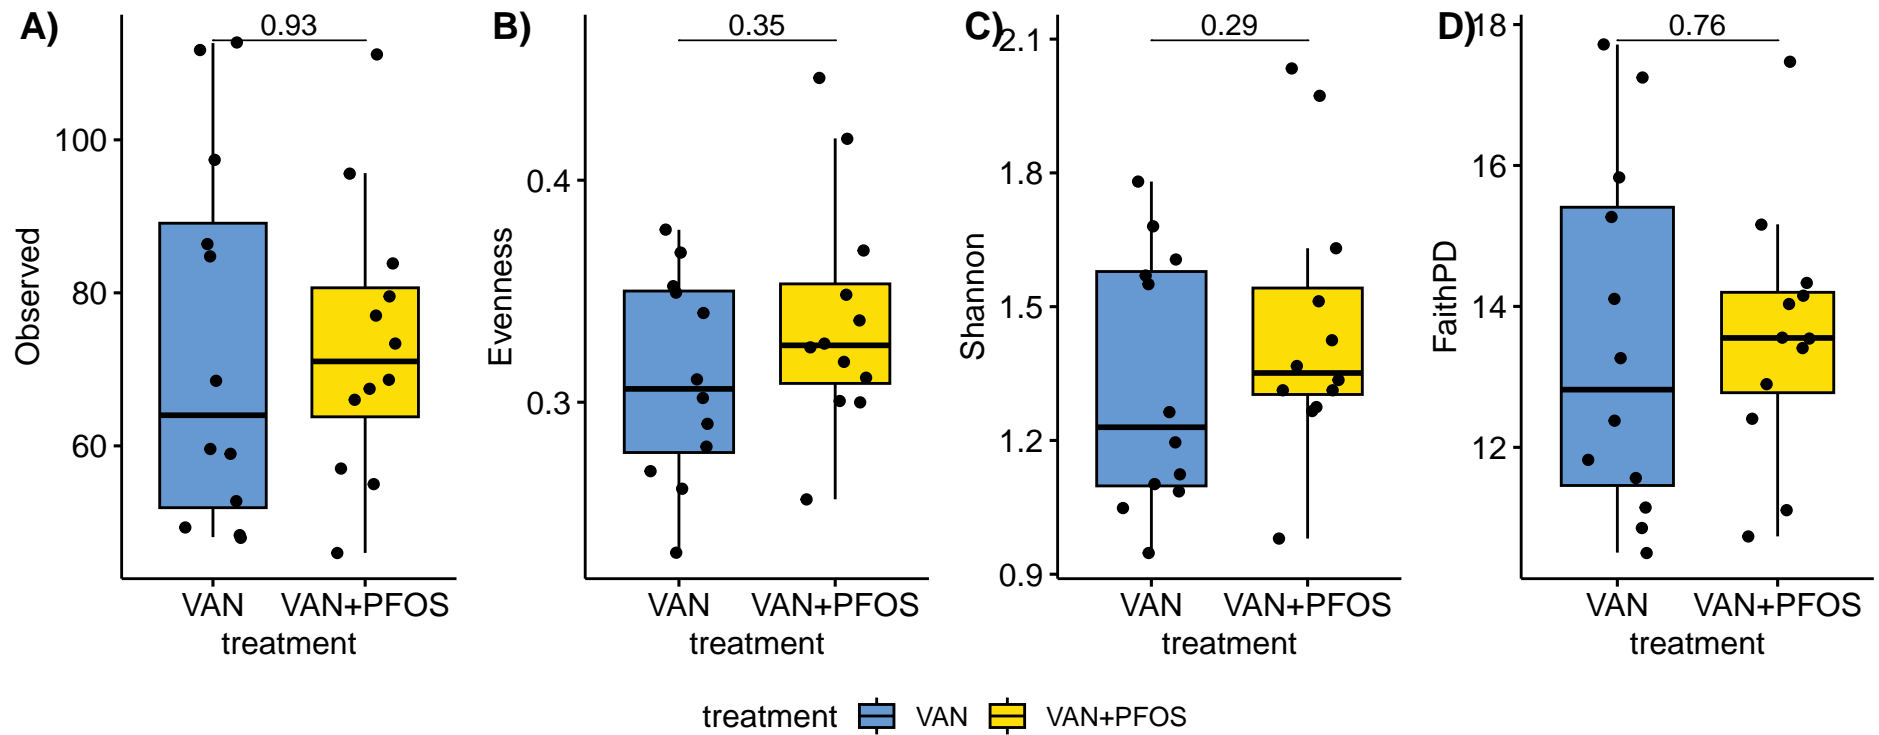 A)
0.93
Observed
100
80
60
VAN
VAN+PFOS
treatment
B)
0.35
Evenness
0.4
0.3
VAN
VAN+PFOS
treatment
C)
0.29
Shannon
2.1
1.8
1.5
1.2
0.9
VAN
VAN+PFOS
treatment
D)
0.76
FaithPD
18
16
14
12
VAN
VAN+PFOS
treatment
treatment VAN VAN+PFOS